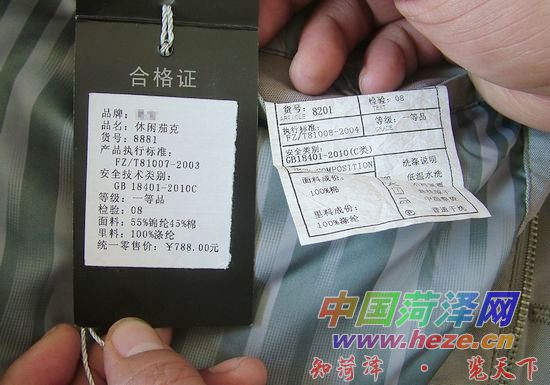 合格证
品牌:
品名: 休闲茄克
货号: 8881
产品执行标准:
FZ/T81007-2003
安全技术类别:
GB 18401-2010C
等级: 一等品
检验: 08
面料: 55%锦纶45%棉
里料: 100%涤纶
统一零售价: ¥788.00元
货号: 8201
ARTICLE
检验: 08
TEST
执行标准:
FZ/T81008-2004
等级: 一等品
GRADE
安全类别:
GB18401-2010(C类)
COMPOSITION
洗涤说明
面料成份:
100%棉
低温水洗
里料成份:
100%涤纶
中国菏泽网
www.heze.cn
知菏泽·览天下